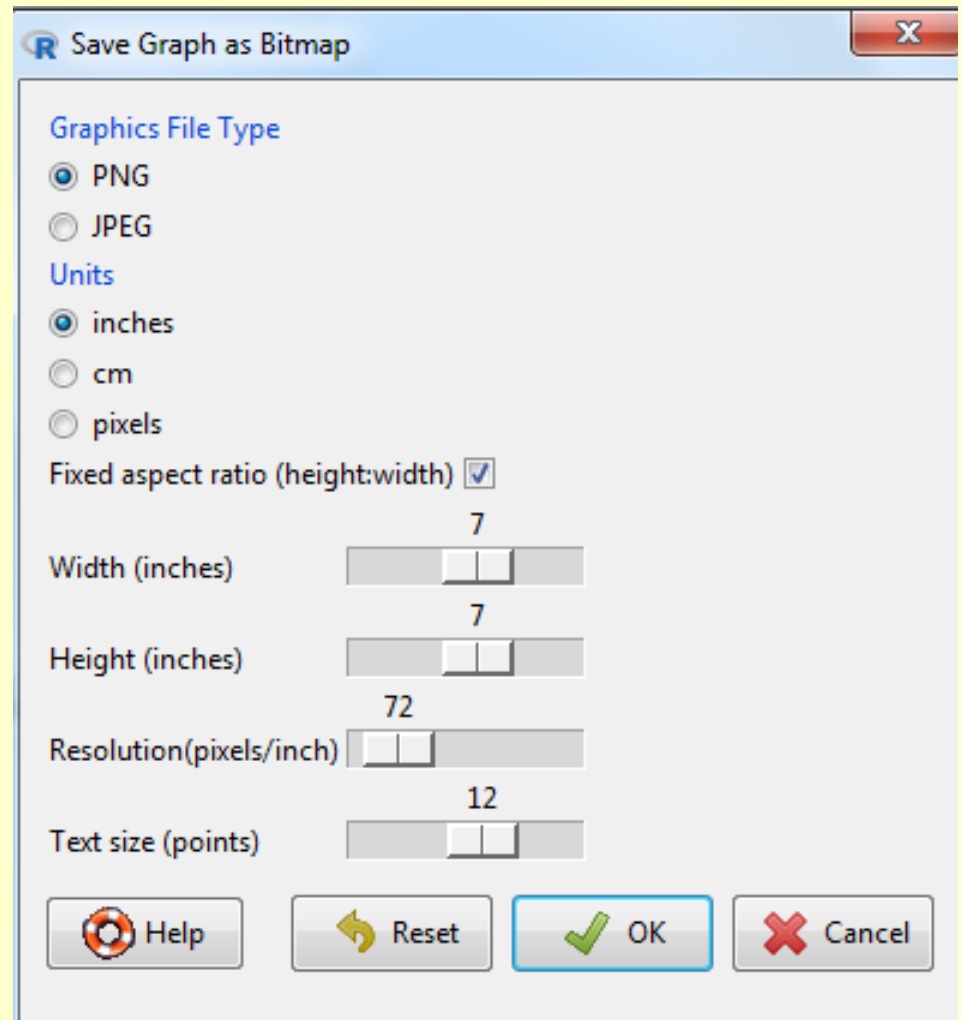 Save Graph as Bitmap
Graphics File Type
PNG
JPEG
Units
inches
cm
pixels
Fixed aspect ratio (height:width)
7
Width (inches)
7
Height (inches)
72
Resolution(pixels/inch)
12
Text size (points)
Help Reset OK Cancel